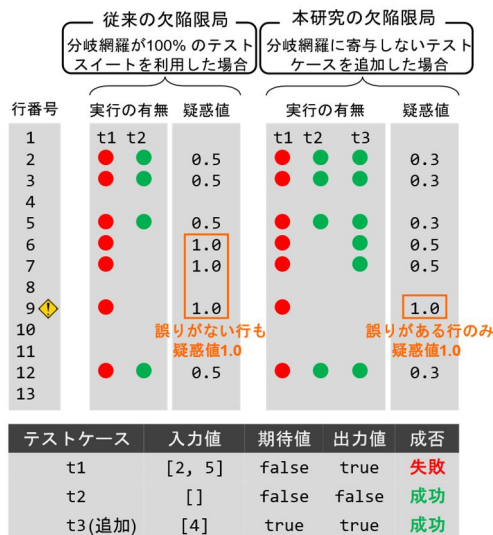 従来の欠陥限局
分岐網羅が100% のテスト
スイートを利用した場合
本研究の欠陥限局
分岐網羅に寄与しないテスト
ケースを追加した場合
行番号 実行の有無 疑惑値 実行の有無 疑惑値
1 t1 t2 t1 t2 t3
2 0.5 0.3
3 0.5 0.3
4
5 0.5 0.3
6 1.0 0.5
7 1.0 0.5
8
9 1.0 1.0
10 誤りがない行も 誤りがある行のみ
11 疑惑値1.0 疑惑値1.0
12 0.5 0.3
13
テストケース 入力値 期待値 出力値 成否
t1 [2, 5] false true 失敗
t2 [] false false 成功
t3(追加) [4] true true 成功